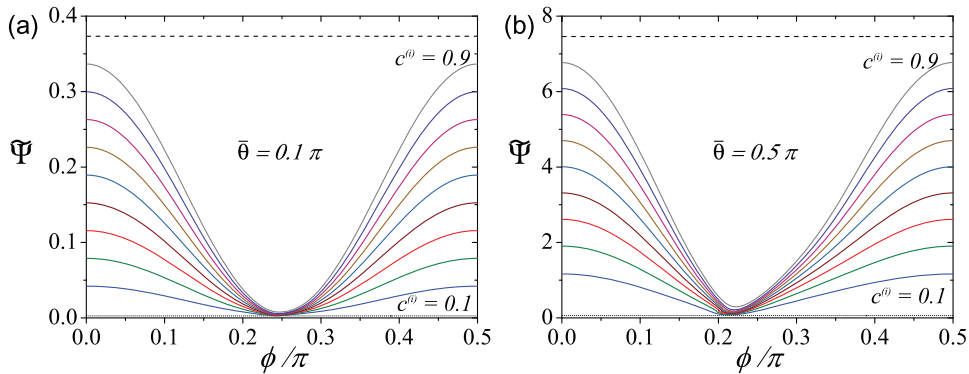 (a)
0.4
0.3
0.2
0.1
0.0
Ψ̃
c⁽ⁱ⁾ = 0.9
θ̄ = 0.1 π
c⁽ⁱ⁾ = 0.1
0.0 0.1 0.2 0.3 0.4 0.5
ϕ/π
(b)
8
6
4
2
0
Ψ̃
c⁽ⁱ⁾ = 0.9
θ̄ = 0.5 π
c⁽ⁱ⁾ = 0.1
0.0 0.1 0.2 0.3 0.4 0.5
ϕ/π